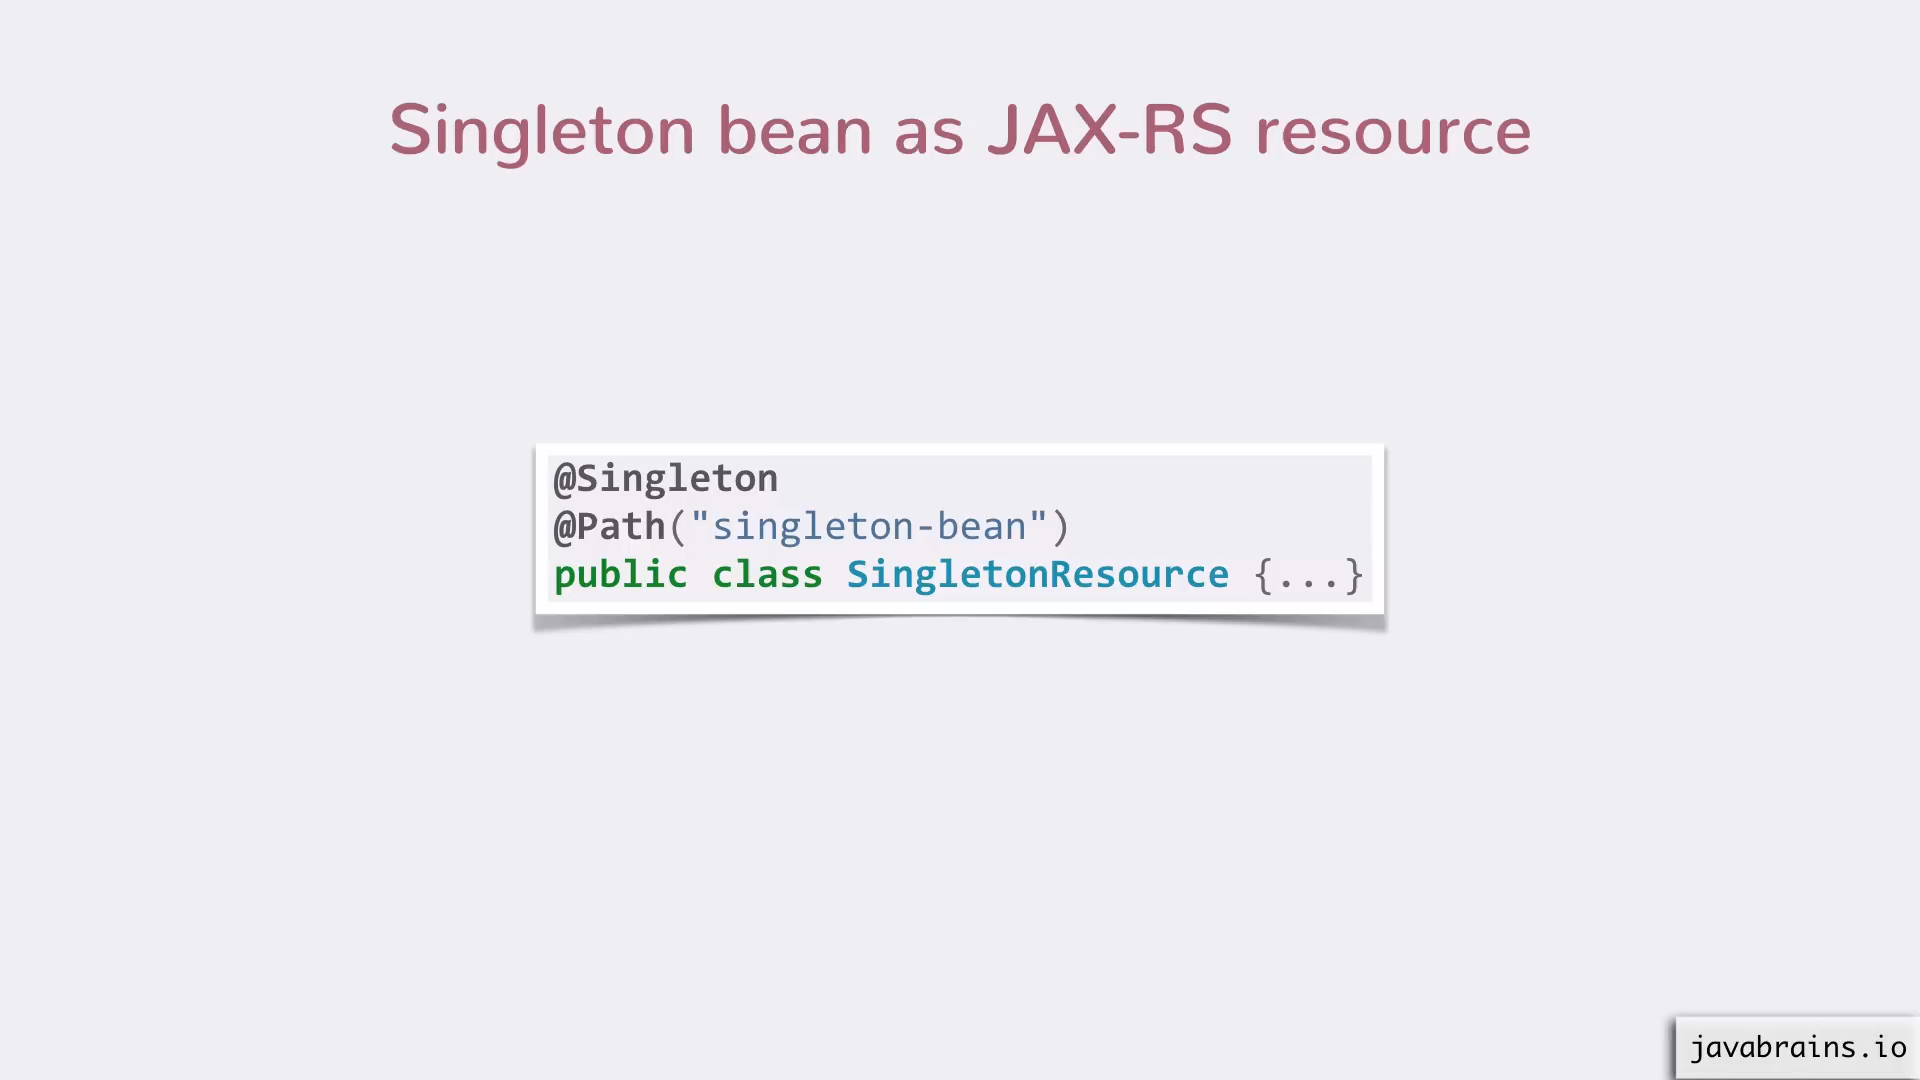 Singleton bean as JAX-RS resource
@Singleton
@Path("singleton-bean")
public class SingletonResource {...}
javabrains.io